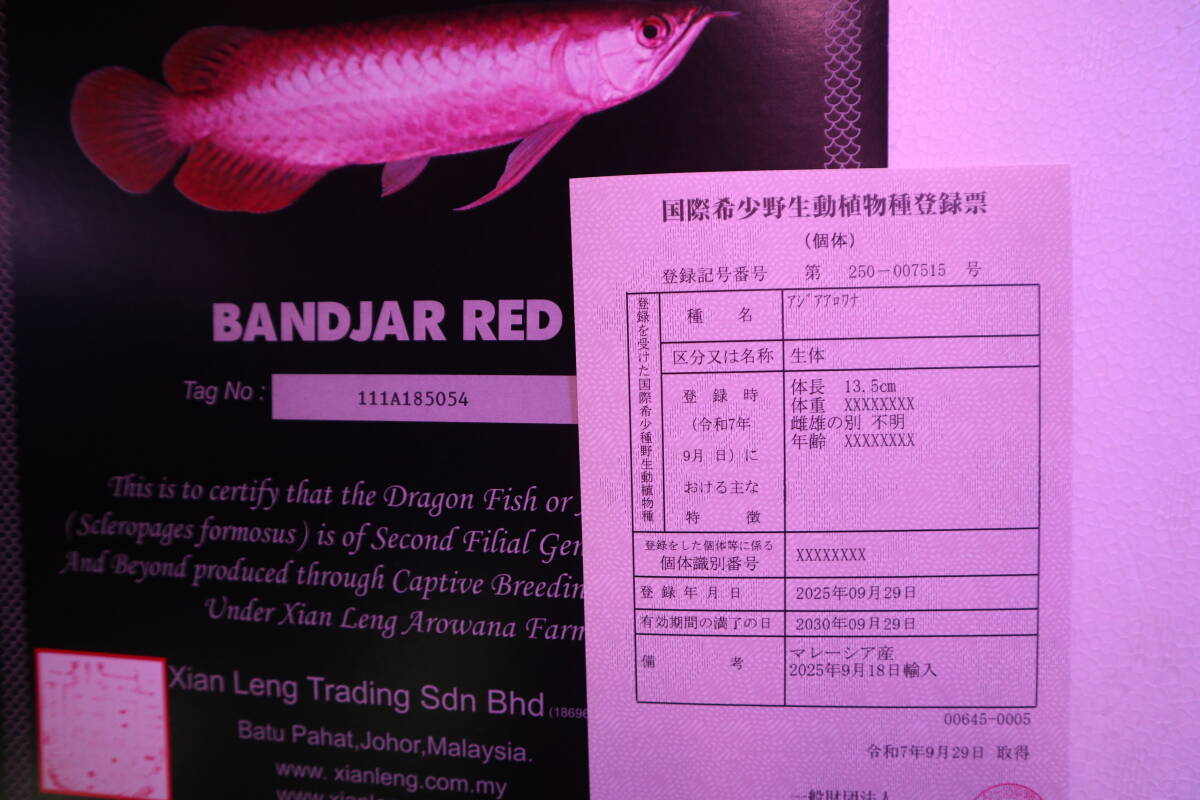 BANDJAR RED
Tag No :
111A185054
This is to certify that the Dragon Fish or
(Scleropages formosus) is of Second Filial Gen
And Beyond produced through Captive Breedin
Under Xian Leng Arowana Farm
Xian Leng Trading Sdn Bhd (18696
Batu Pahat,Johor,Malaysia.
www. xianleng.com.my
国際希少野生動植物種登録票
(個体)
登録記号番号 第 250-007515 号
登録を受けた国際希少種野生動植物種
種 名 アジアアロワナ
区分又は名称 生体
登 録 時
(令和7年
9月 日)に
おける主な
特 徴
体長 13.5cm
体重 XXXXXXXX
雌雄の別 不明
年齢 XXXXXXXX
登録をした個体等に係る
個体識別番号 XXXXXXXX
登 録 年 月 日 2025年09月29日
有効期間の満了の日 2030年09月29日
備 考 マレーシア産
2025年9月18日輸入
00645-0005
令和7年9月29日 取得
一般財団法人